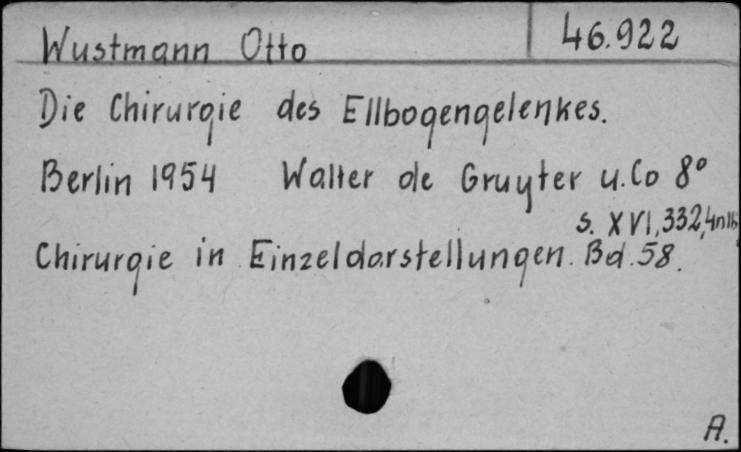 Wustmann Otto 46.922
Die Chirurgie des Ellbogengelenkes.
Berlin 1954 Walter de Gruyter u. Co 8°
S. XVI, 332, 4nlb
Chirurgie in Einzeldarstellungen. Bd. 58.
A.